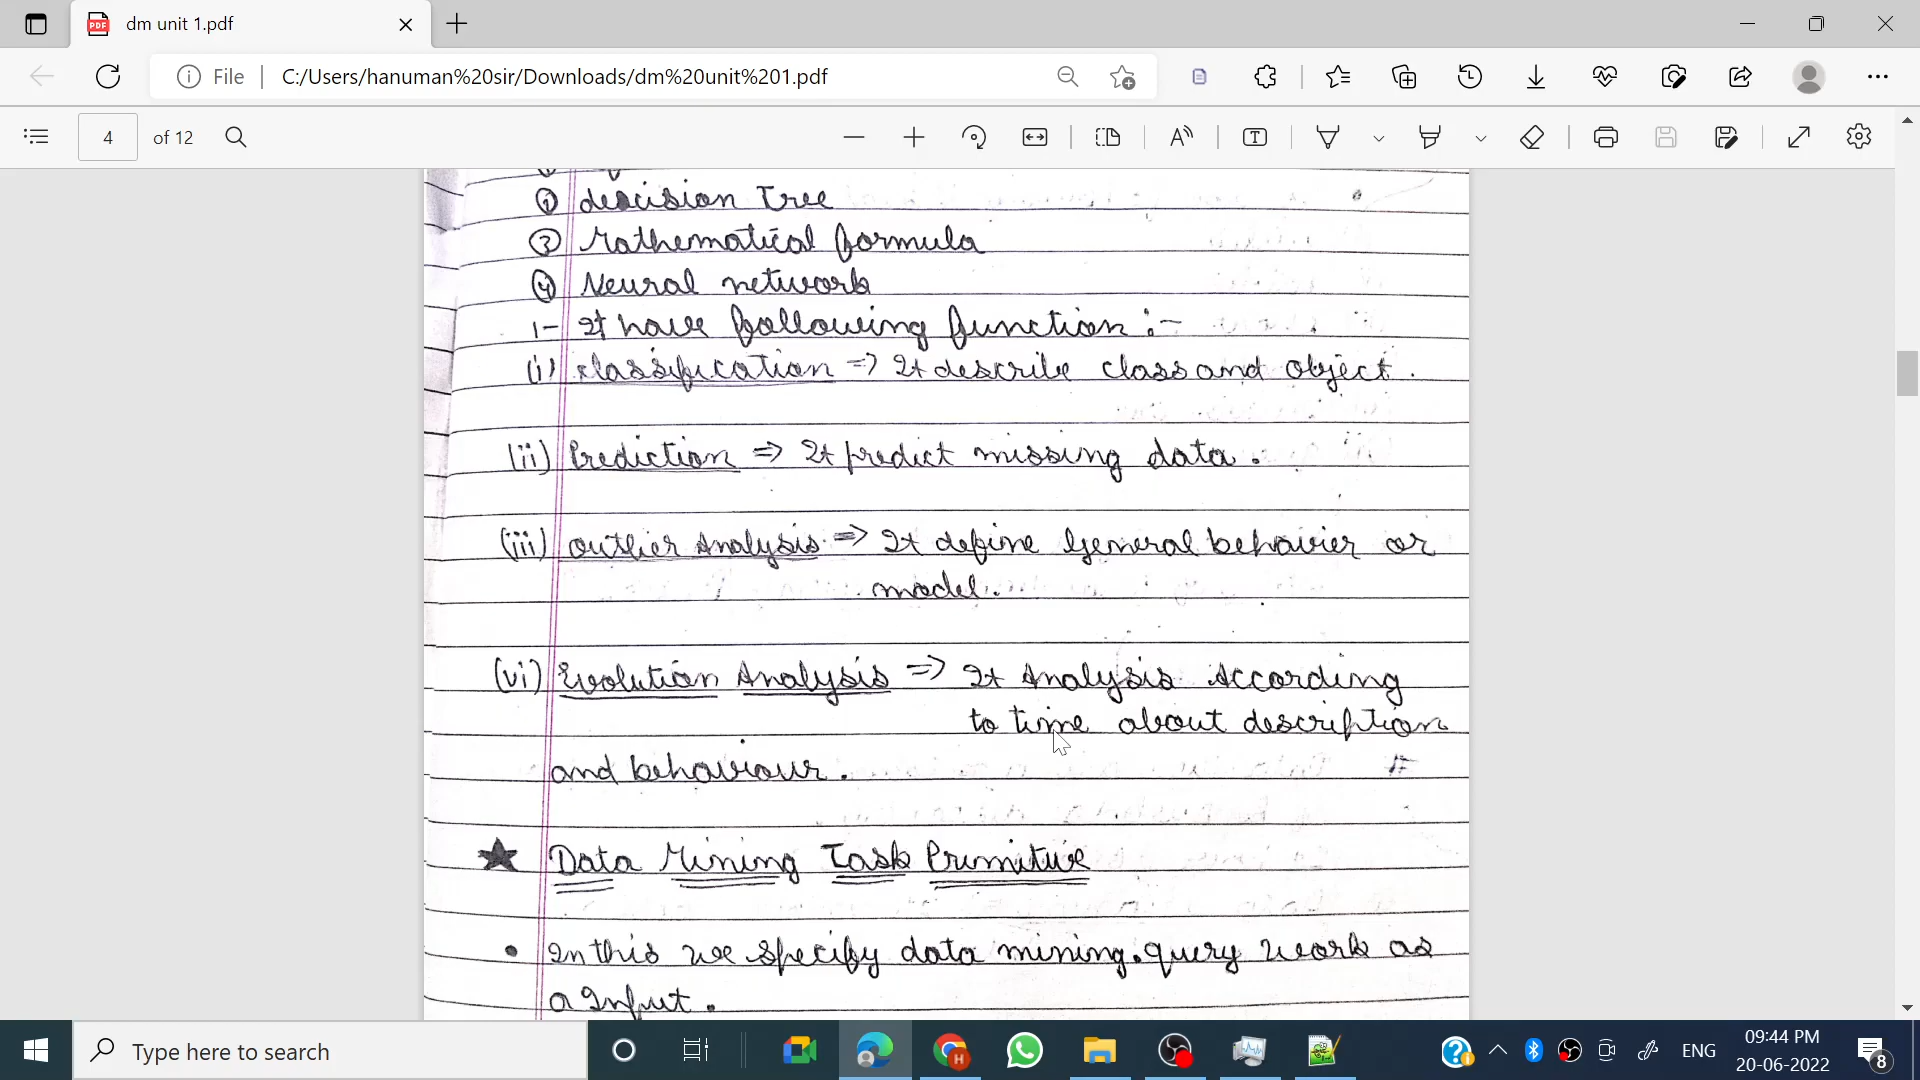 dm unit 1.pdf
File | C:/Users/hanuman%20sir/Downloads/dm%20unit%201.pdf
4 of 12
② decision Tree
③ Mathematical formula
④ Neural network
1- It have following function :-
(i) classification => It describe class and object.
(ii) Prediction => It predict missing data.
(iii) outlier Analysis => It define General behavier or
model.
(vi) Evolution Analysis => It Analysis According
to time about description
and behaviour.
★ Data Mining Task Primitive
• In this we specify data mining query work as
a Input.
Type here to search
ENG
09:44 PM
20-06-2022
8